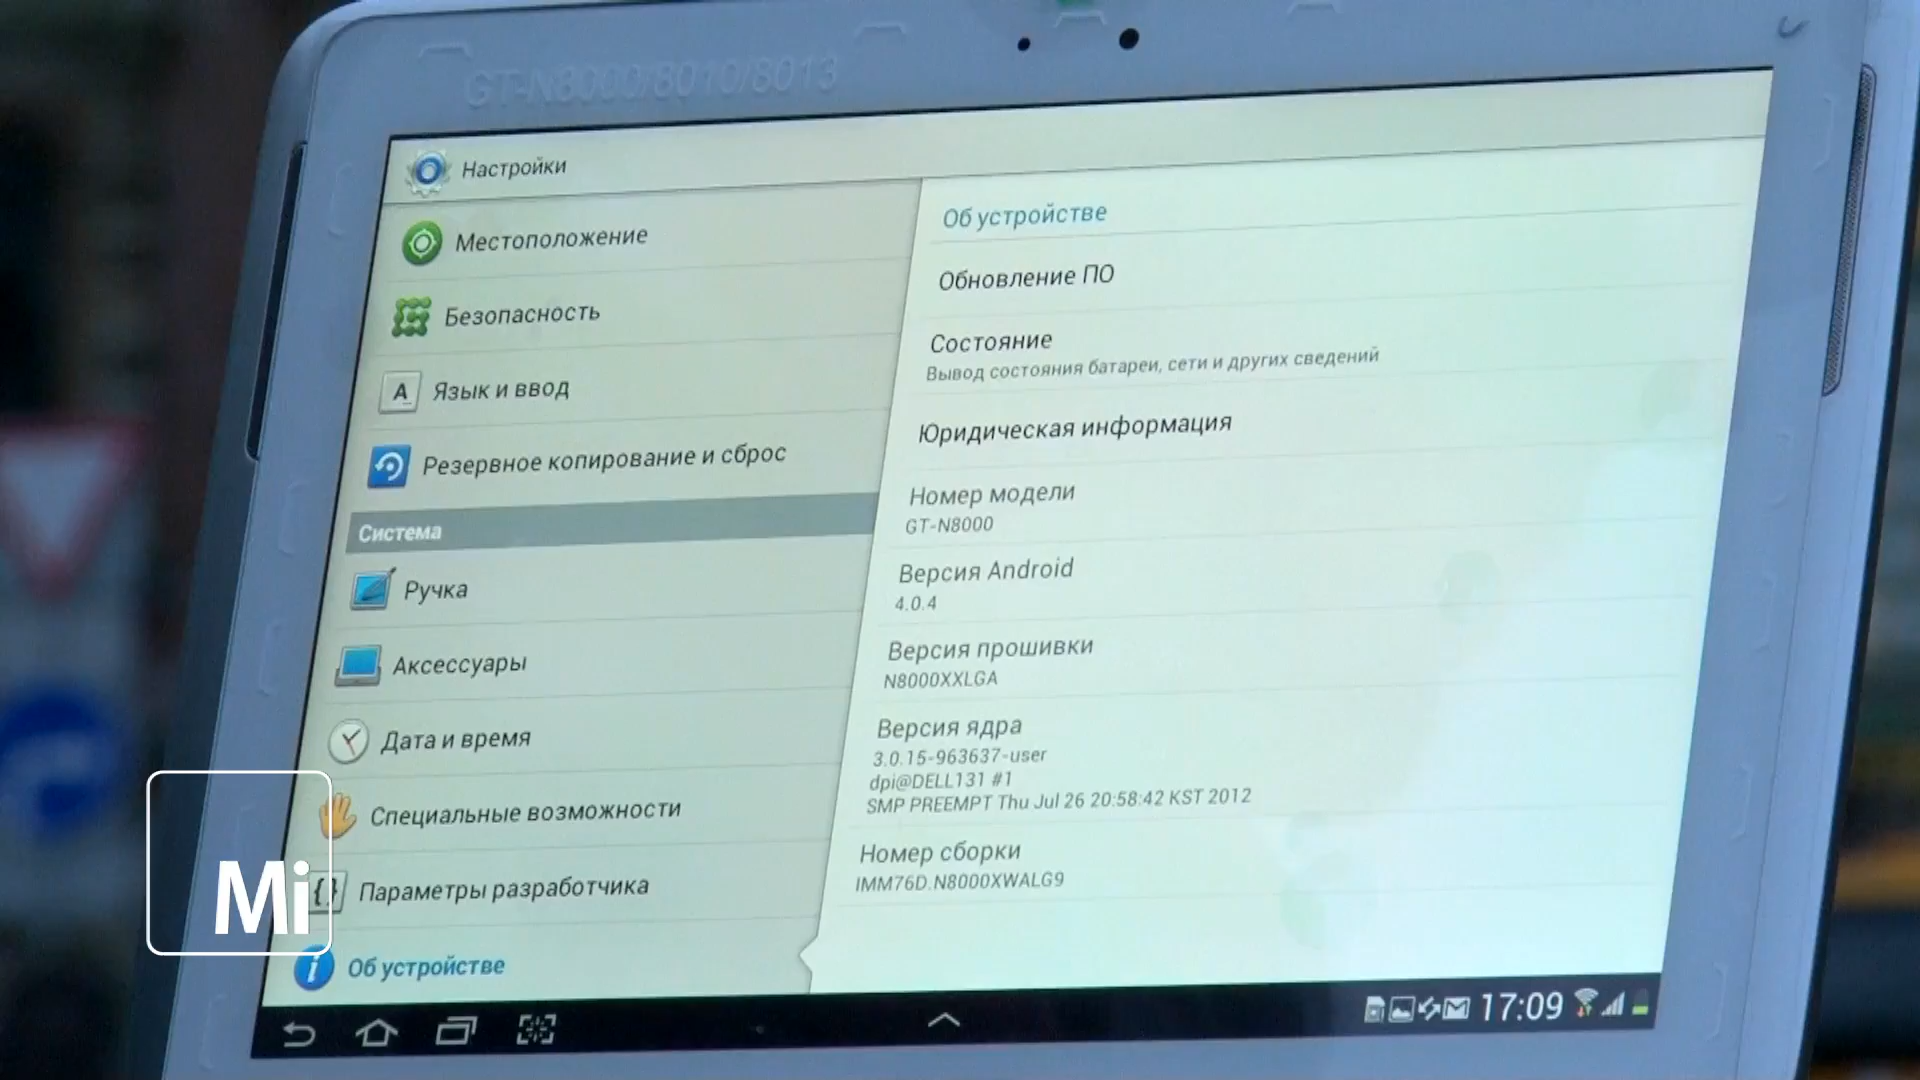 GT-N8000/8010/8013
Настройки
Местоположение
Безопасность
A
Язык и ввод
Резервное копирование и сброс
Система
Ручка
Аксессуары
Дата и время
Специальные возможности
{} Параметры разработчика
i Об устройстве
Об устройстве
Обновление ПО
Состояние
Вывод состояния батареи, сети и других сведений
Юридическая информация
Номер модели
GT-N8000
Версия Android
4.0.4
Версия прошивки
N8000XXLGA
Версия ядра
3.0.15-963637-user
dpi@DELL131 #1
SMP PREEMPT Thu Jul 26 20:58:42 KST 2012
Номер сборки
IMM76D.N8000XWALG9
17:09
Mi